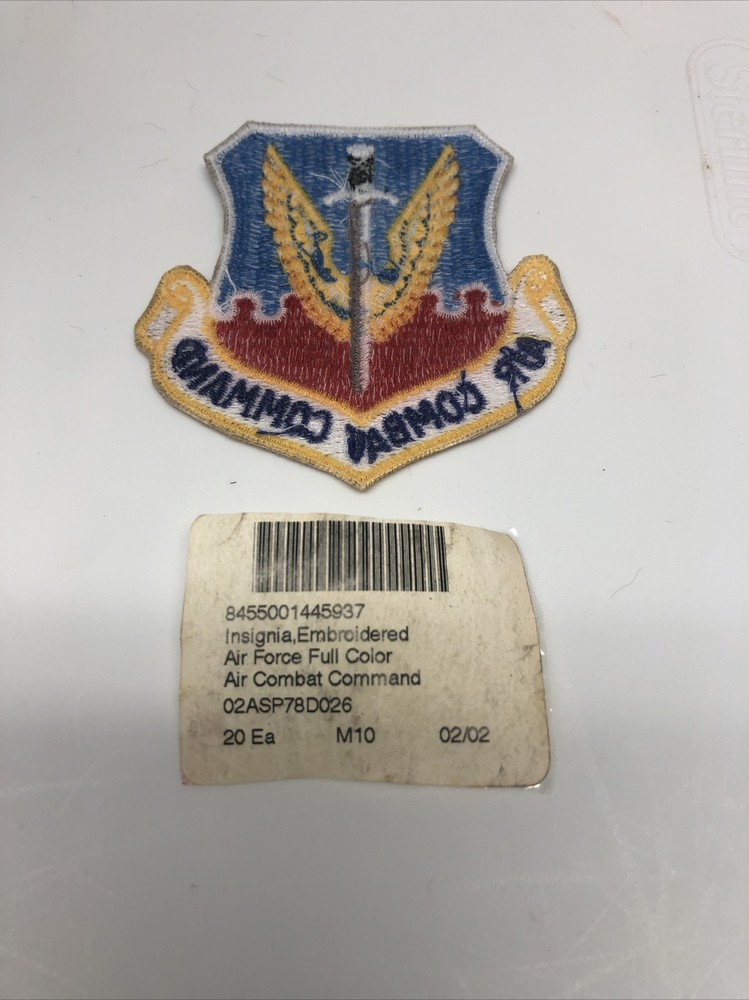 Sterilite
AIR COMBAT COMMAND
8455001445937
Insignia,Embroidered
Air Force Full Color
Air Combat Command
02ASP78D026
20 Ea M10 02/02